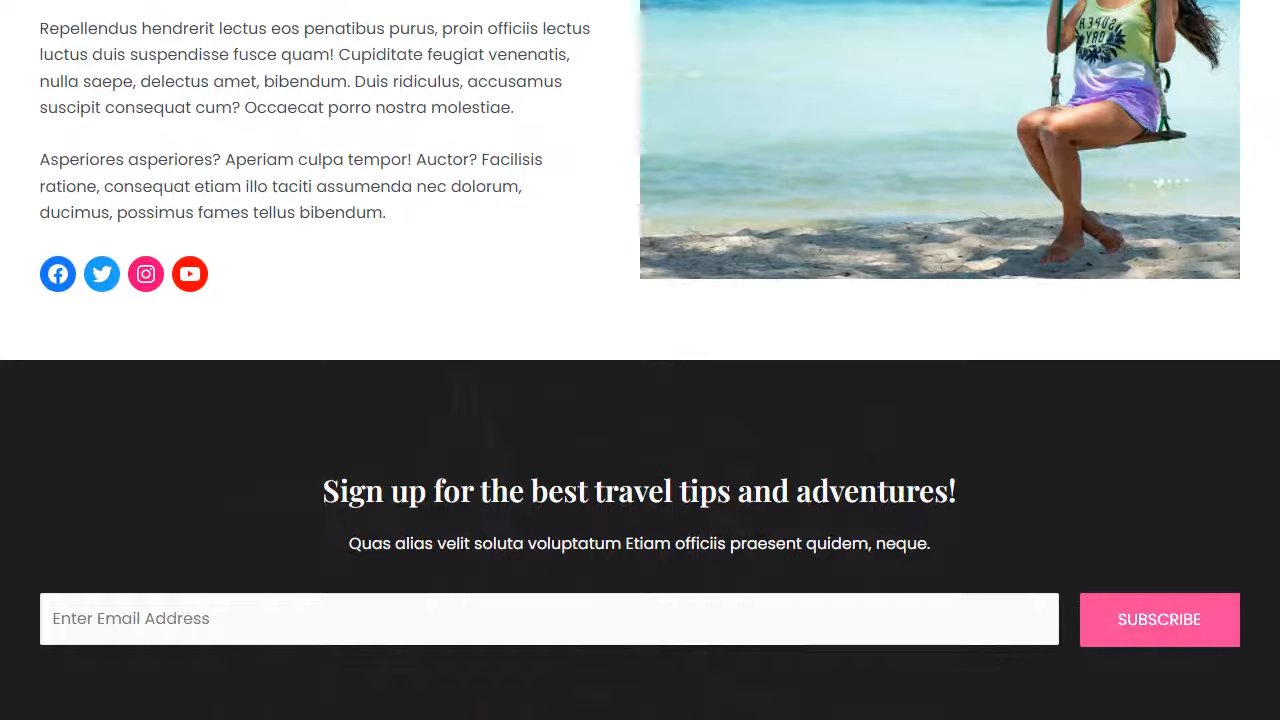 Repellendus hendrerit lectus eos penatibus purus, proin officiis lectus
luctus duis suspendisse fusce quam! Cupiditate feugiat venenatis,
nulla saepe, delectus amet, bibendum. Duis ridiculus, accusamus
suscipit consequat cum? Occaecat porro nostra molestiae.
Asperiores asperiores? Aperiam culpa tempor! Auctor? Facilisis
ratione, consequat etiam illo taciti assumenda nec dolorum,
ducimus, possimus fames tellus bibendum.
SUPER
DRY
Sign up for the best travel tips and adventures!
Quas alias velit soluta voluptatum Etiam officiis praesent quidem, neque.
Enter Email Address
SUBSCRIBE